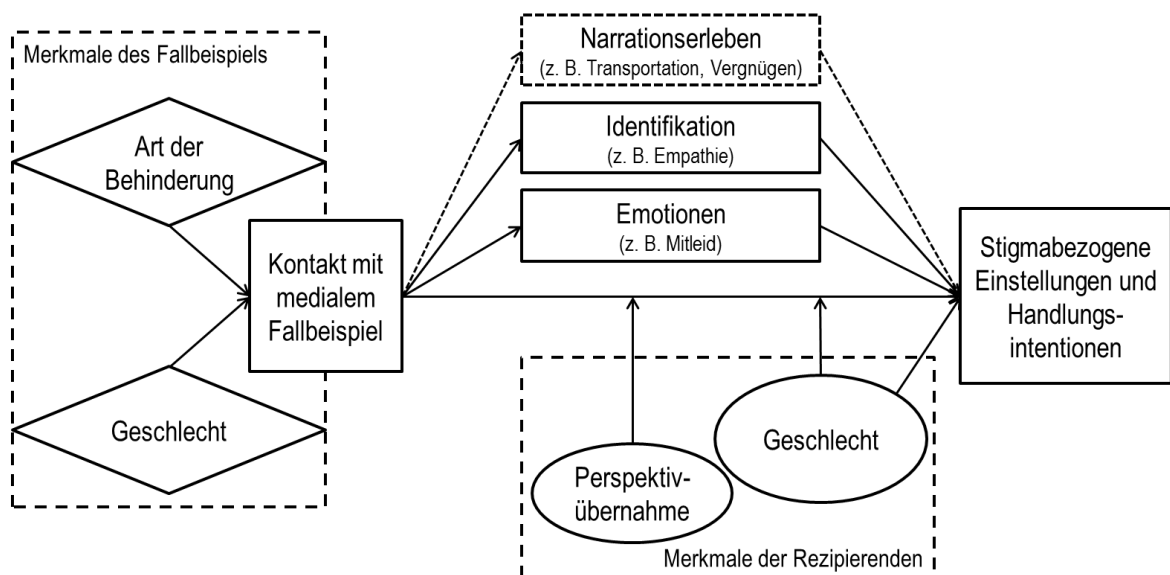 Merkmale des Fallbeispiels
Art der
Behinderung
Geschlecht
Kontakt mit
medialem
Fallbeispiel
Narrationserleben
(z. B. Transportation, Vergnügen)
Identifikation
(z. B. Empathie)
Emotionen
(z. B. Mitleid)
Perspektiv-
übernahme
Geschlecht
Merkmale der Rezipierenden
Stigmabezogene
Einstellungen und
Handlungs-
intentionen